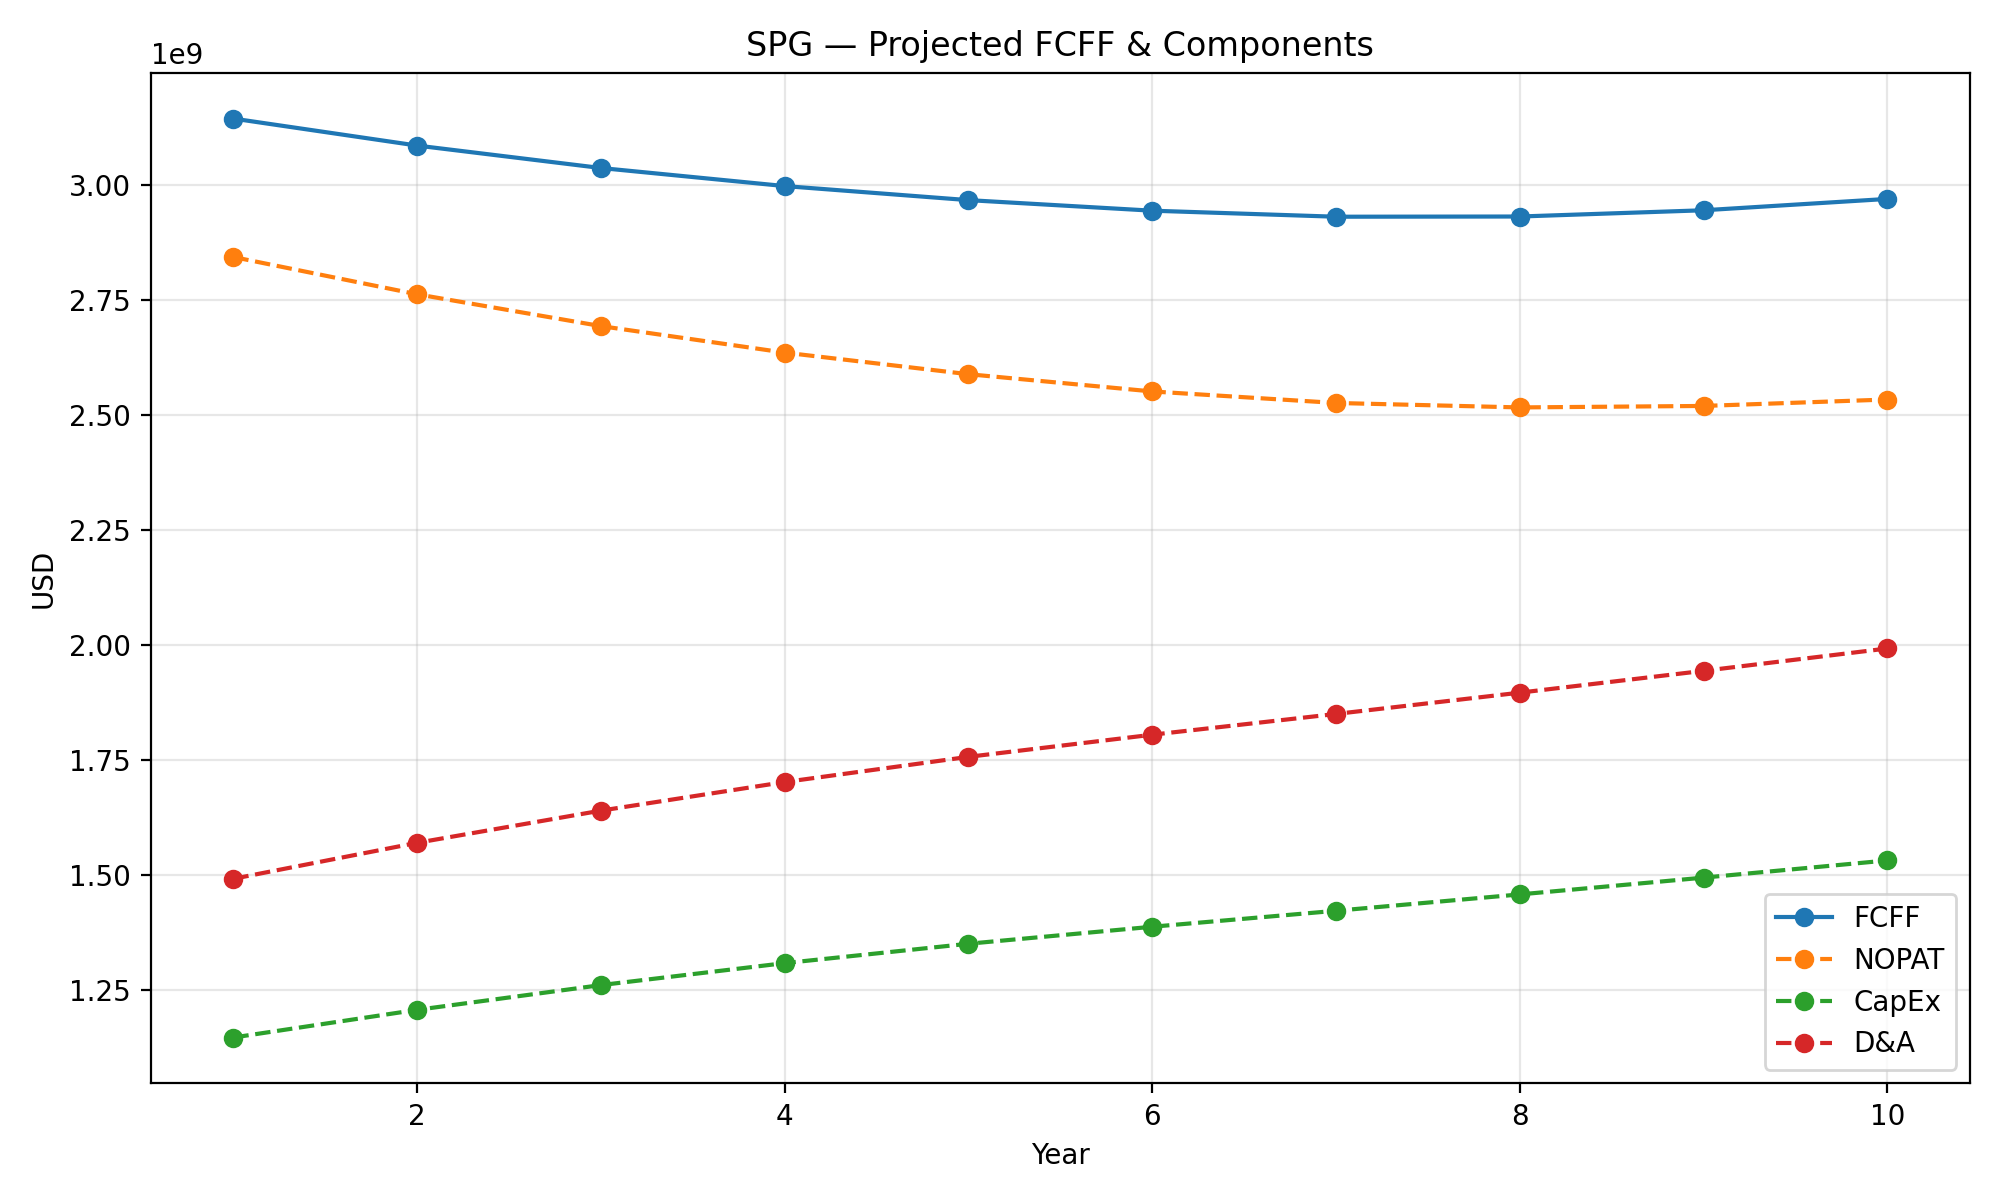 SPG — Projected FCFF & Components
1e9
3.00
2.75
2.50
2.25
2.00
1.75
1.50
1.25
USD
2
4
6
8
10
Year
FCFF
NOPAT
CapEx
D&A